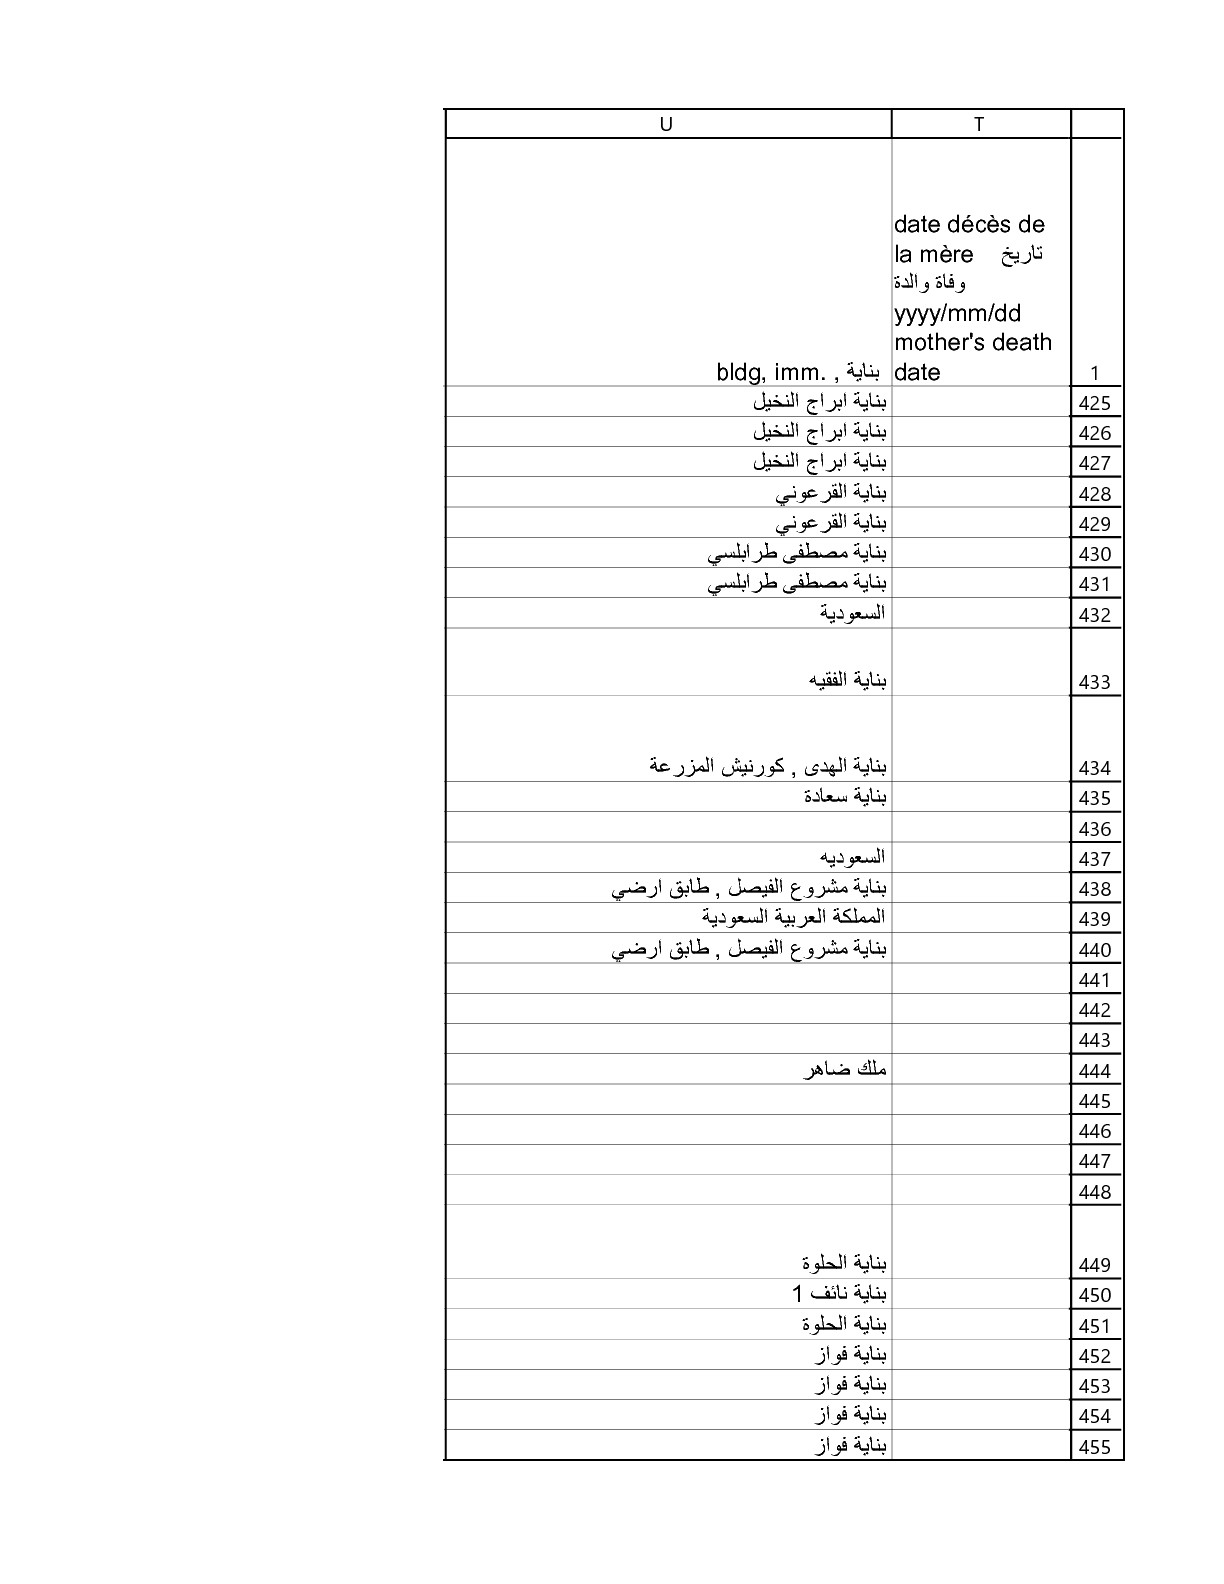 U T
date décès de
la mère تاريخ
وفاة والدة
yyyy/mm/dd
mother's death
date
bldg, imm. , بناية
1
425 بناية ابراج النخيل
426 بناية ابراج النخيل
427 بناية ابراج النخيل
428 بناية القرعوني
429 بناية القرعوني
430 بناية مصطفى طرابلسي
431 بناية مصطفى طرابلسي
432 السعودية
433 بناية الفقيه
434 بناية الهدى , كورنيش المزرعة
435 بناية سعادة
436
437 السعوديه
438 بناية مشروع الفيصل , طابق ارضي
439 المملكة العربية السعودية
440 بناية مشروع الفيصل , طابق ارضي
441
442
443
444 ملك ضاهر
445
446
447
448
449 بناية الحلوة
450 بناية نائف 1
451 بناية الحلوة
452 بناية فواز
453 بناية فواز
454 بناية فواز
455 بناية فواز